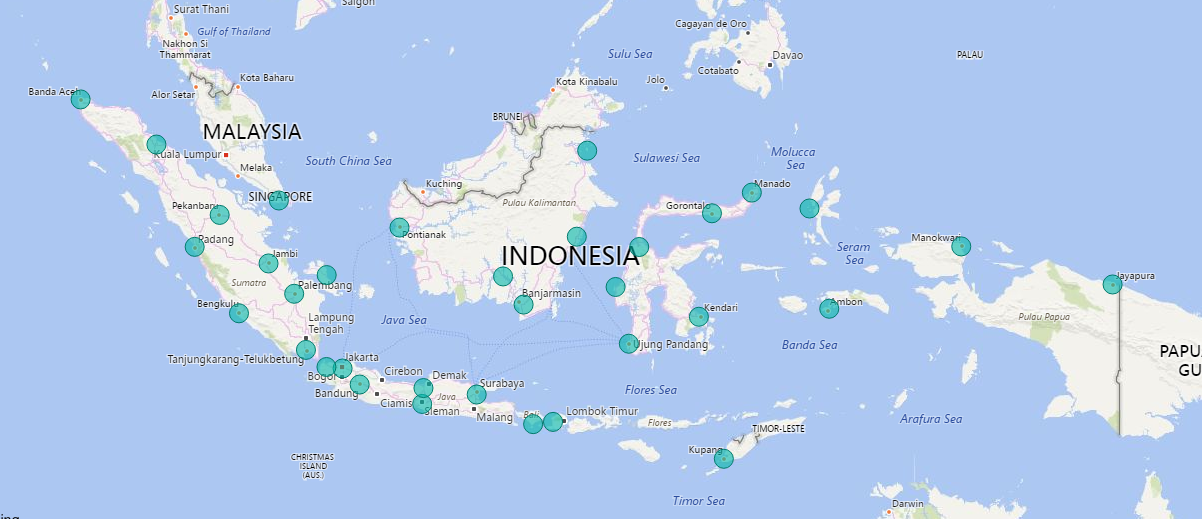 Saigon
Surat Thani
Gulf of Thailand
Nakhon Si
Thammarat
Cagayan de Oro
Sulu Sea
Davao
PALAU
Cotabato
Jolo
Kota Baharu
Kota Kinabalu
Banda Aceh
Alor Setar
BRUNEI
MALAYSIA
Kuala Lumpur
South China Sea
Sulawesi Sea
Molucca
Sea
Melaka
Kuching
Manado
SINGAPORE
Pekanbaru
Pulau Kalimantan
Gorontalo
Pontianak
Padang
Manokwari
Seram
Sea
INDONESIA
Jambi
Jayapura
Sumatra
Palembang
Banjarmasin
Bengkulu
Kendari
Ambon
Lampung
Tengah
Java Sea
Pulau Papua
Ujung Pandang
Banda Sea
PAPU
GU
Tanjungkarang-Telukbetung
Jakarta
Bogor
Cirebon
Demak
Bandung
Surabaya
Flores Sea
Java
Ciamis
Sleman
Malang
Bali
Lombok Timur
Flores
TIMOR-LESTE
Arafura Sea
Kupang
CHRISTMAS
ISLAND
(AUS.)
Timor Sea
Darwin